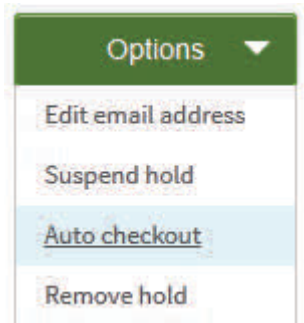 Options
Edit email address
Suspend hold
Auto checkout
Remove hold